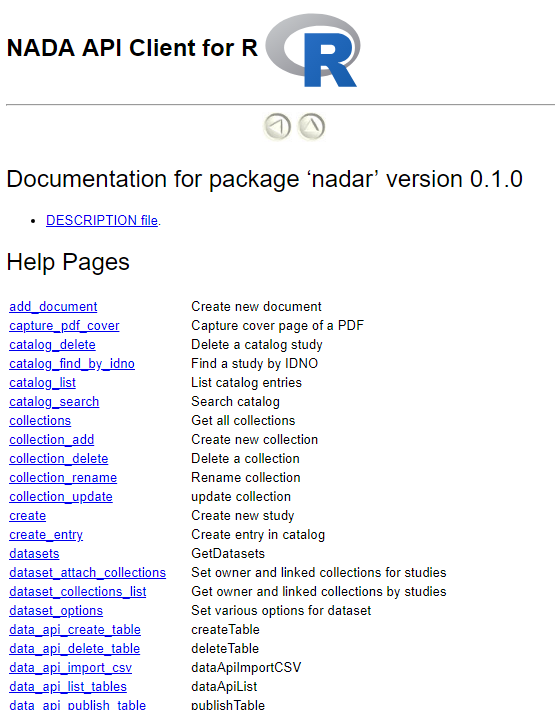 NADA API Client for R
R
Documentation for package ‘nadar’ version 0.1.0
• DESCRIPTION file.
Help Pages
add_document Create new document
capture_pdf_cover Capture cover page of a PDF
catalog_delete Delete a catalog study
catalog_find_by_idno Find a study by IDNO
catalog_list List catalog entries
catalog_search Search catalog
collections Get all collections
collection_add Create new collection
collection_delete Delete a collection
collection_rename Rename collection
collection_update update collection
create Create new study
create_entry Create entry in catalog
datasets GetDatasets
dataset_attach_collections Set owner and linked collections for studies
dataset_collections_list Get owner and linked collections by studies
dataset_options Set various options for dataset
data_api_create_table createTable
data_api_delete_table deleteTable
data_api_import_csv dataApiImportCSV
data_api_list_tables dataApiList
data_api_publish_table publishTable